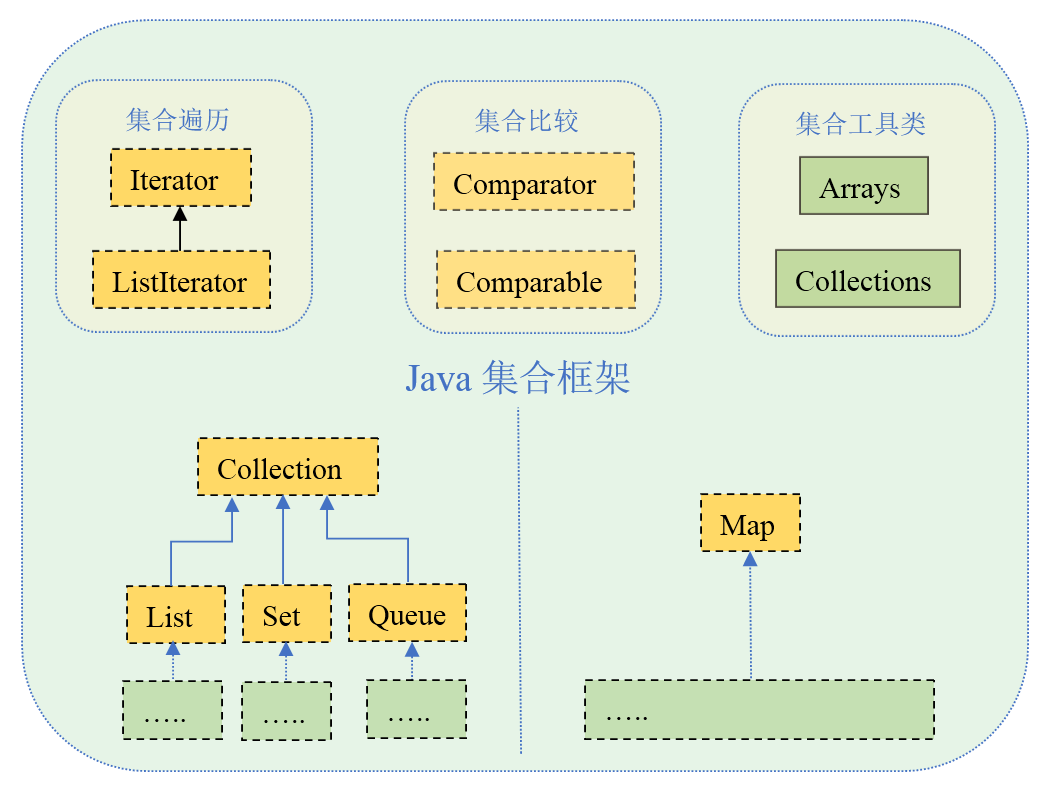 集合遍历
Iterator
ListIterator
集合比较
Comparator
Comparable
集合工具类
Arrays
Collections
Java 集合框架
Collection
List
Set
Queue
…..
…..
…..
Map
…..